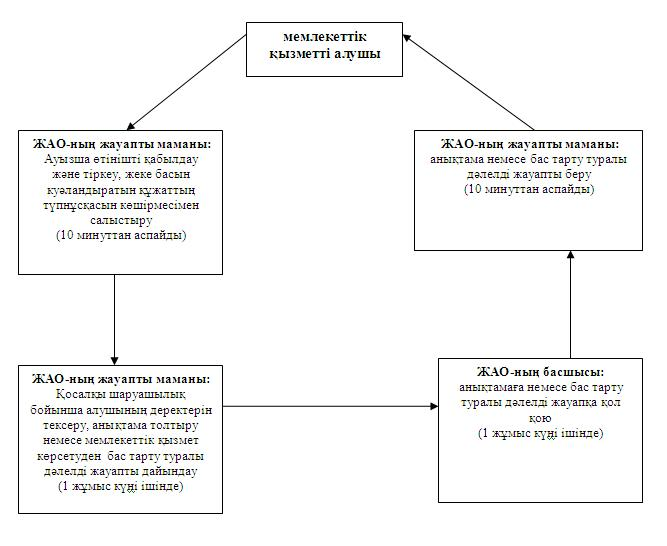 мемлекеттік
қызметті алушы
ЖАО-ның жауапты маманы:
Ауызша өтінішті қабылдау
және тіркеу, жеке басын
куәландыратын құжаттың
түпнұсқасын көшірмесімен
салыстыру
(10 минуттан аспайды)
ЖАО-ның жауапты маманы:
анықтама немесе бас тарту туралы
дәлелді жауапты беру
(10 минуттан аспайды)
ЖАО-ның жауапты маманы:
Қосалқы шаруашылық
бойынша алушының деректерін
тексеру, анықтама толтыру
немесе мемлекеттік қызмет
көрсетуден бас тарту туралы
дәлелді жауапты дайындау
(1 жұмыс күңі ішінде)
ЖАО-ның басшысы:
анықтамаға немесе бас тарту
туралы дәлелді жауапқа қол
қою
(1 жұмыс күңі ішінде)